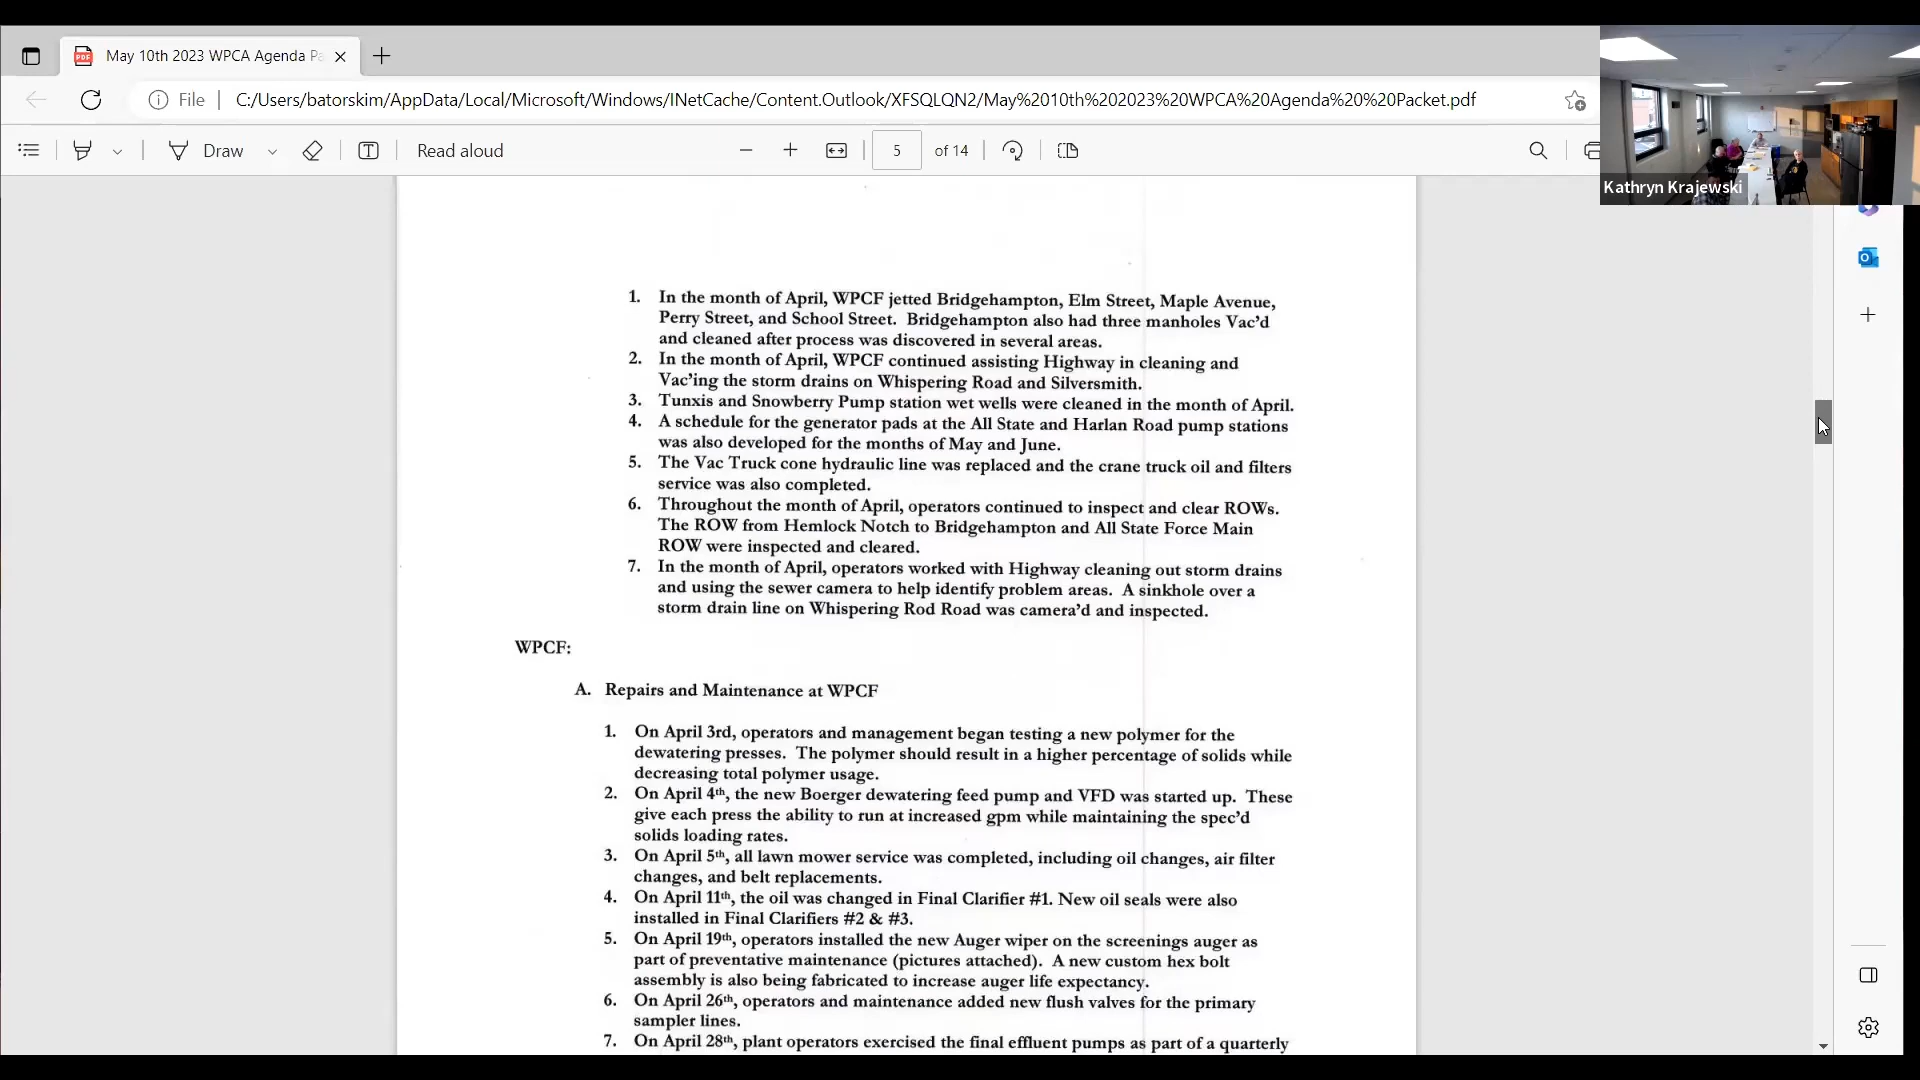 May 10th 2023 WPCA Agenda Pa
File
C:/Users/batorskim/AppData/Local/Microsoft/Windows/INetCache/Content.Outlook/XFSQLQN2/May%2010th%202023%20WPCA%20Agenda%20%20Packet.pdf
Draw
Read aloud
5
of 14
Kathryn Krajewski
1. In the month of April, WPCF jetted Bridgehampton, Elm Street, Maple Avenue,
Perry Street, and School Street. Bridgehampton also had three manholes Vac'd
and cleaned after process was discovered in several areas.
2. In the month of April, WPCF continued assisting Highway in cleaning and
Vac'ing the storm drains on Whispering Road and Silversmith.
3. Tunxis and Snowberry Pump station wet wells were cleaned in the month of April.
4. A schedule for the generator pads at the All State and Harlan Road pump stations
was also developed for the months of May and June.
5. The Vac Truck cone hydraulic line was replaced and the crane truck oil and filters
service was also completed.
6. Throughout the month of April, operators continued to inspect and clear ROWs.
The ROW from Hemlock Notch to Bridgehampton and All State Force Main
ROW were inspected and cleared.
7. In the month of April, operators worked with Highway cleaning out storm drains
and using the sewer camera to help identify problem areas. A sinkhole over a
storm drain line on Whispering Rod Road was camera'd and inspected.
WPCF:
A. Repairs and Maintenance at WPCF
1. On April 3rd, operators and management began testing a new polymer for the
dewatering presses. The polymer should result in a higher percentage of solids while
decreasing total polymer usage.
2. On April 4th, the new Boerger dewatering feed pump and VFD was started up. These
give each press the ability to run at increased gpm while maintaining the spec'd
solids loading rates.
3. On April 5th, all lawn mower service was completed, including oil changes, air filter
changes, and belt replacements.
4. On April 11th, the oil was changed in Final Clarifier #1. New oil seals were also
installed in Final Clarifiers #2 & #3.
5. On April 19th, operators installed the new Auger wiper on the screenings auger as
part of preventative maintenance (pictures attached). A new custom hex bolt
assembly is also being fabricated to increase auger life expectancy.
6. On April 26th, operators and maintenance added new flush valves for the primary
sampler lines.
7. On April 28th, plant operators exercised the final effluent pumps as part of a quarterly